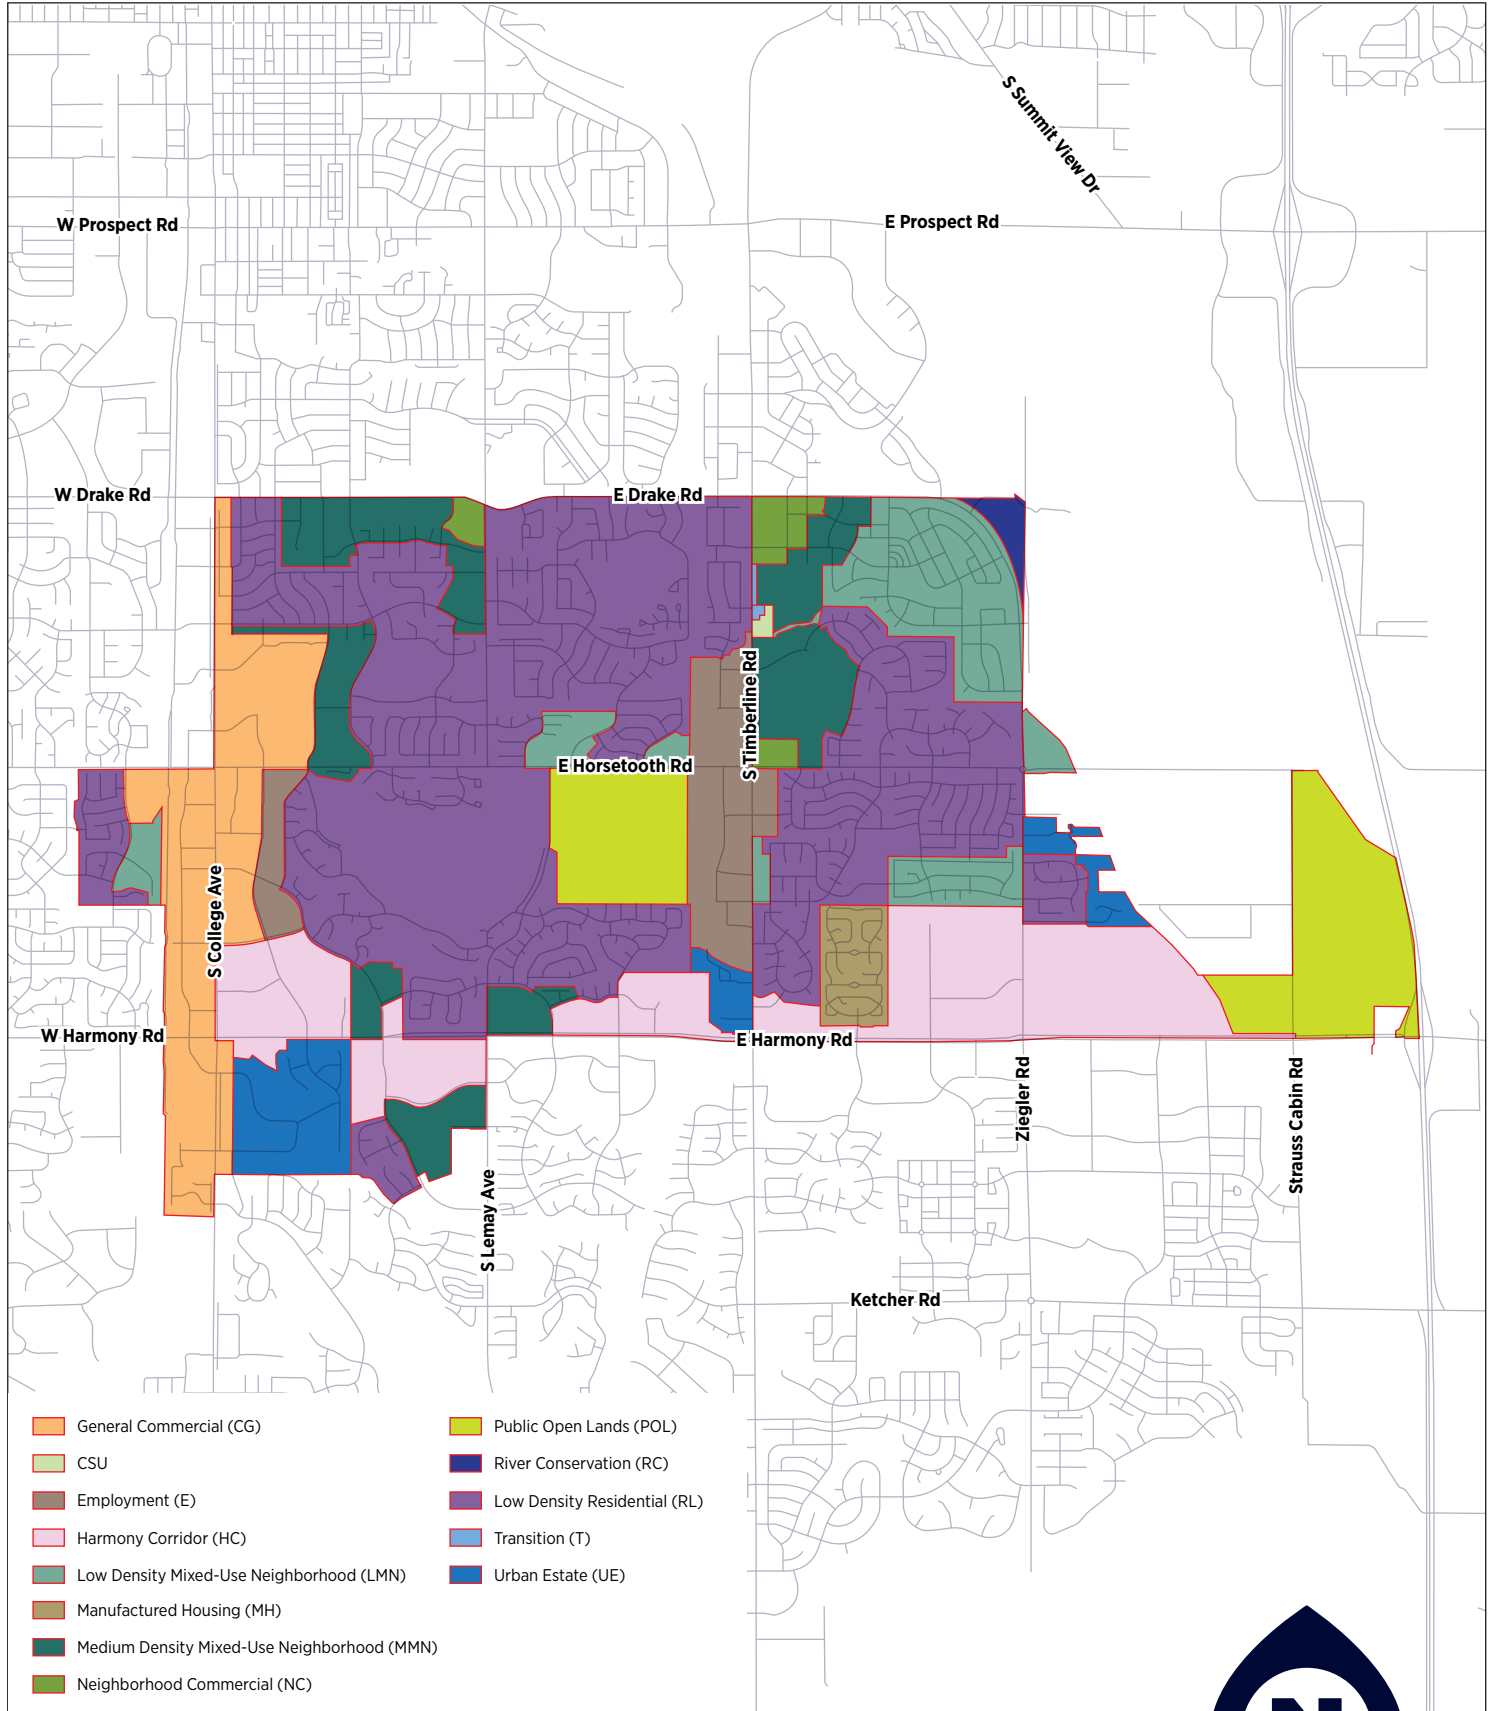 S Summit View Dr
W Prospect Rd
E Prospect Rd
W Drake Rd
E Drake Rd
S Timberline Rd
E Horsetooth Rd
S College Ave
W Harmony Rd
E Harmony Rd
Ziegler Rd
Strauss Cabin Rd
S Lemay Ave
Ketcher Rd
General Commercial (CG)
CSU
Employment (E)
Harmony Corridor (HC)
Low Density Mixed-Use Neighborhood (LMN)
Manufactured Housing (MH)
Medium Density Mixed-Use Neighborhood (MMN)
Neighborhood Commercial (NC)
Public Open Lands (POL)
River Conservation (RC)
Low Density Residential (RL)
Transition (T)
Urban Estate (UE)
N